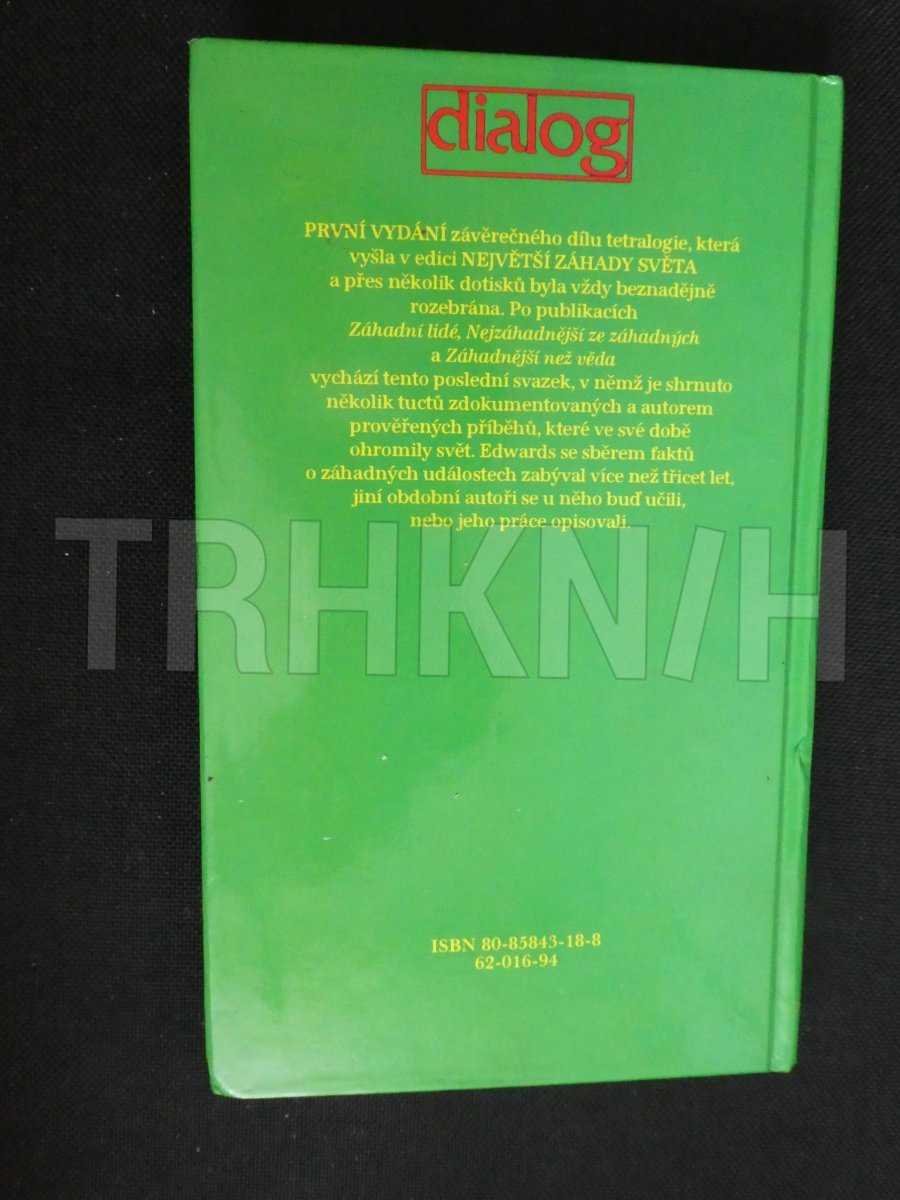 dialog
PRVNÍ VYDÁNÍ závěrečného dílu tetralogie, která
vyšla v edici NEJVĚTŠÍ ZÁHADY SVĚTA
a přes několik dotisků byla vždy beznadějně
rozebrána. Po publikacích
Záhadní lidé, Nejzáhadnější ze záhadných
a Záhadnější než věda
vychází tento poslední svazek, v němž je shrnuto
několik tuctů zdokumentovaných a autorem
prověřených příběhů, které ve své době
ohromily svět. Edwards se sběrem faktů
o záhadných událostech zabýval více než třicet let,
jiní obdobní autoři se u něho buď učili,
nebo jeho práce opisovali.
TRHKN/H
ISBN 80-85843-18-8
62-016-94